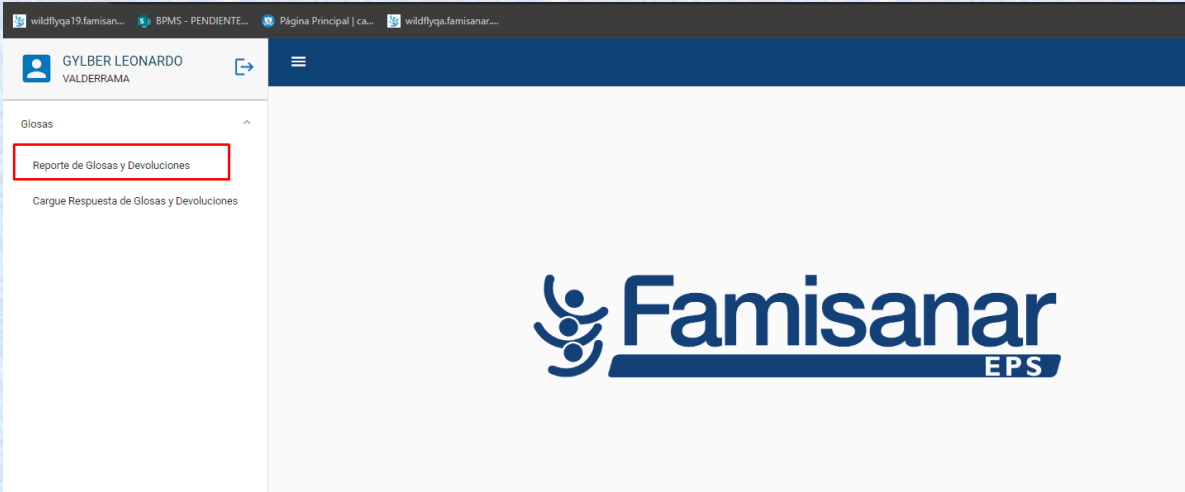 wildflyqa19.famisan... BPMS - PENDIENTE... Página Principal | ca... wildflyqa.famisanar....
GYLBER LEONARDO
VALDERRAMA
Glosas
Reporte de Glosas y Devoluciones
Cargue Respuesta de Glosas y Devoluciones
Famisanar
EPS